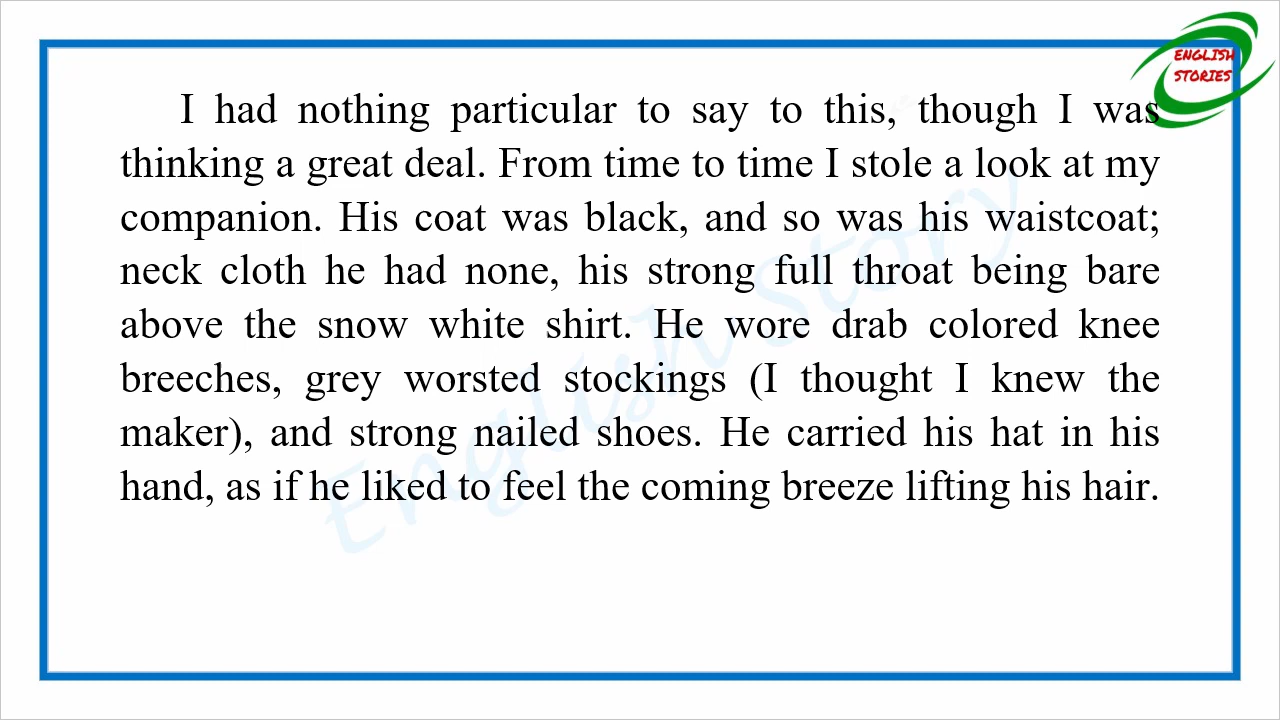 ENGLISH
STORIES
I had nothing particular to say to this, though I was
thinking a great deal. From time to time I stole a look at my
companion. His coat was black, and so was his waistcoat;
neck cloth he had none, his strong full throat being bare
above the snow white shirt. He wore drab colored knee
breeches, grey worsted stockings (I thought I knew the
maker), and strong nailed shoes. He carried his hat in his
hand, as if he liked to feel the coming breeze lifting his hair.
English Story